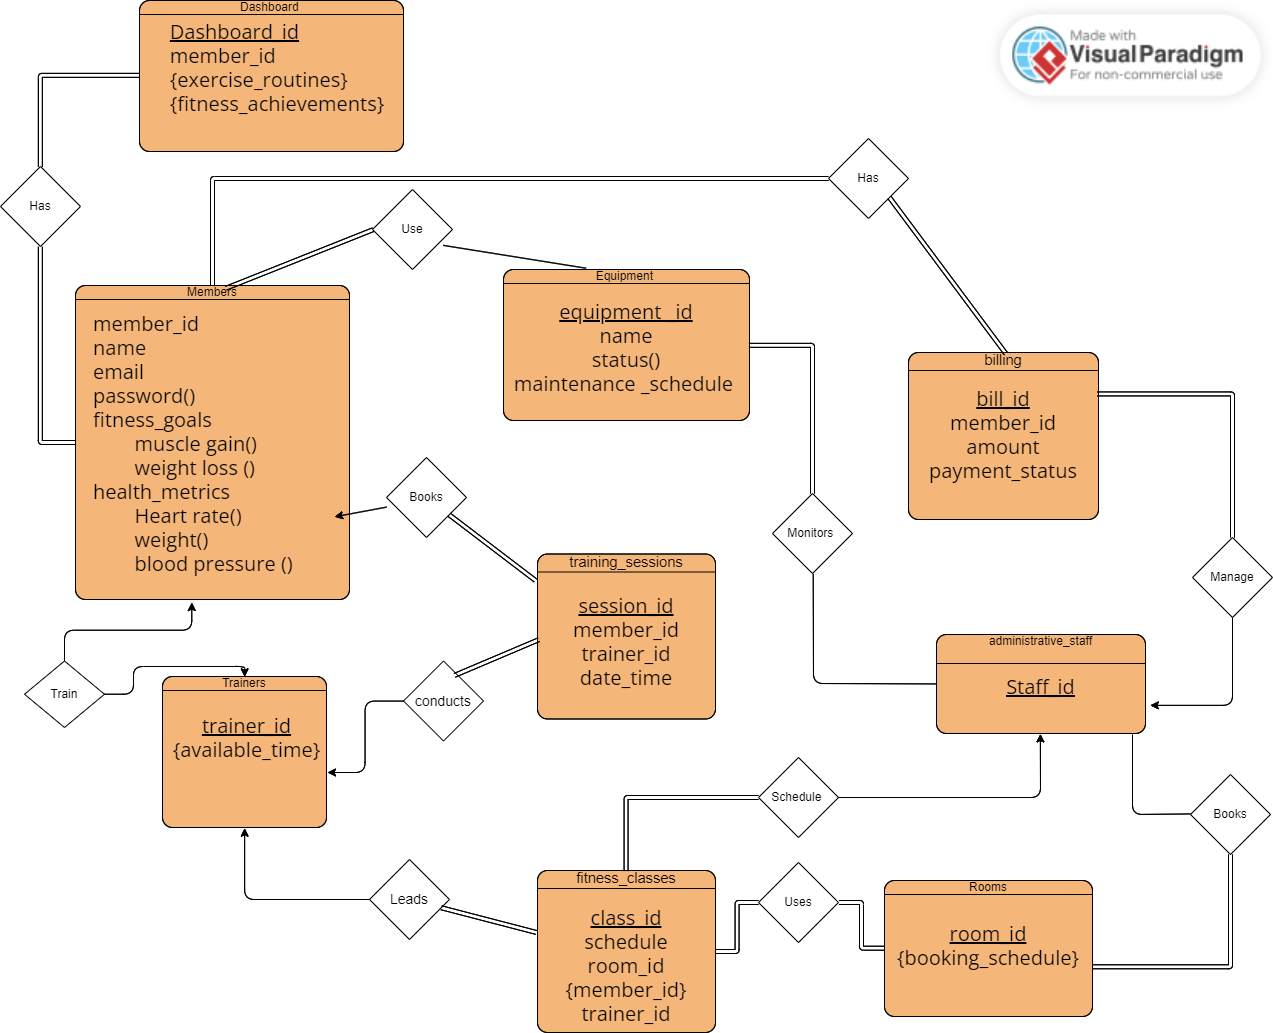 Dashboard
Dashboard_id
member_id
{exercise_routines}
{fitness_achievements}
Made with
Visual Paradigm
For non-commercial use
Has
Has
Use
Members
member_id
name
email
password()
fitness_goals
muscle gain()
weight loss ()
health_metrics
Heart rate()
weight()
blood pressure ()
Equipment
equipment_id
name
status()
maintenance _schedule
billing
bill_id
member_id
amount
payment_status
Books
Monitors
Manage
training_sessions
session_id
member_id
trainer_id
date_time
administrative_staff
Staff_id
Train
Trainers
trainer_id
{available_time}
conducts
Schedule
Books
Leads
fitness_classes
class_id
schedule
room_id
{member_id}
trainer_id
Uses
Rooms
room_id
{booking_schedule}